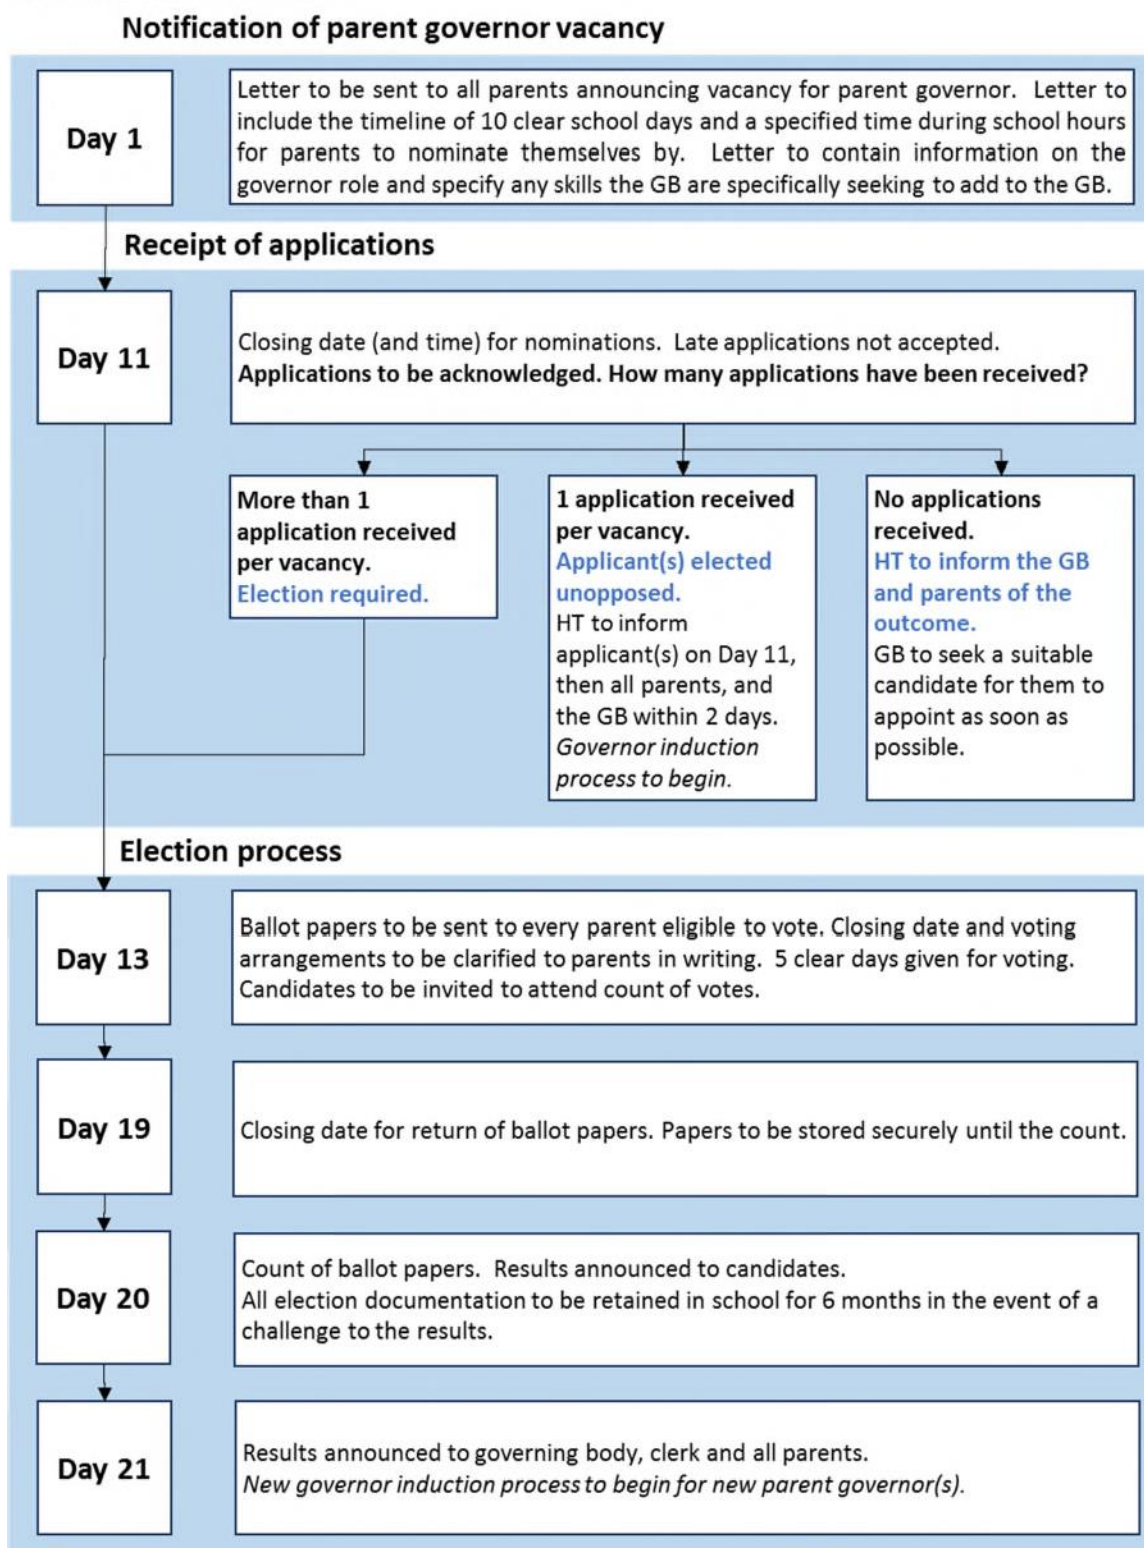 Notification of parent governor vacancy
Day 1
Letter to be sent to all parents announcing vacancy for parent governor. Letter to
include the timeline of 10 clear school days and a specified time during school hours
for parents to nominate themselves by. Letter to contain information on the
governor role and specify any skills the GB are specifically seeking to add to the GB.
Receipt of applications
Day 11
Closing date (and time) for nominations. Late applications not accepted.
Applications to be acknowledged. How many applications have been received?
More than 1
application received
per vacancy.
Election required.
1 application received
per vacancy.
Applicant(s) elected
unopposed.
HT to inform
applicant(s) on Day 11,
then all parents, and
the GB within 2 days.
Governor induction
process to begin.
No applications
received.
HT to inform the GB
and parents of the
outcome.
GB to seek a suitable
candidate for them to
appoint as soon as
possible.
Election process
Day 13
Ballot papers to be sent to every parent eligible to vote. Closing date and voting
arrangements to be clarified to parents in writing. 5 clear days given for voting.
Candidates to be invited to attend count of votes.
Day 19
Closing date for return of ballot papers. Papers to be stored securely until the count.
Day 20
Count of ballot papers. Results announced to candidates.
All election documentation to be retained in school for 6 months in the event of a
challenge to the results.
Day 21
Results announced to governing body, clerk and all parents.
New governor induction process to begin for new parent governor(s).